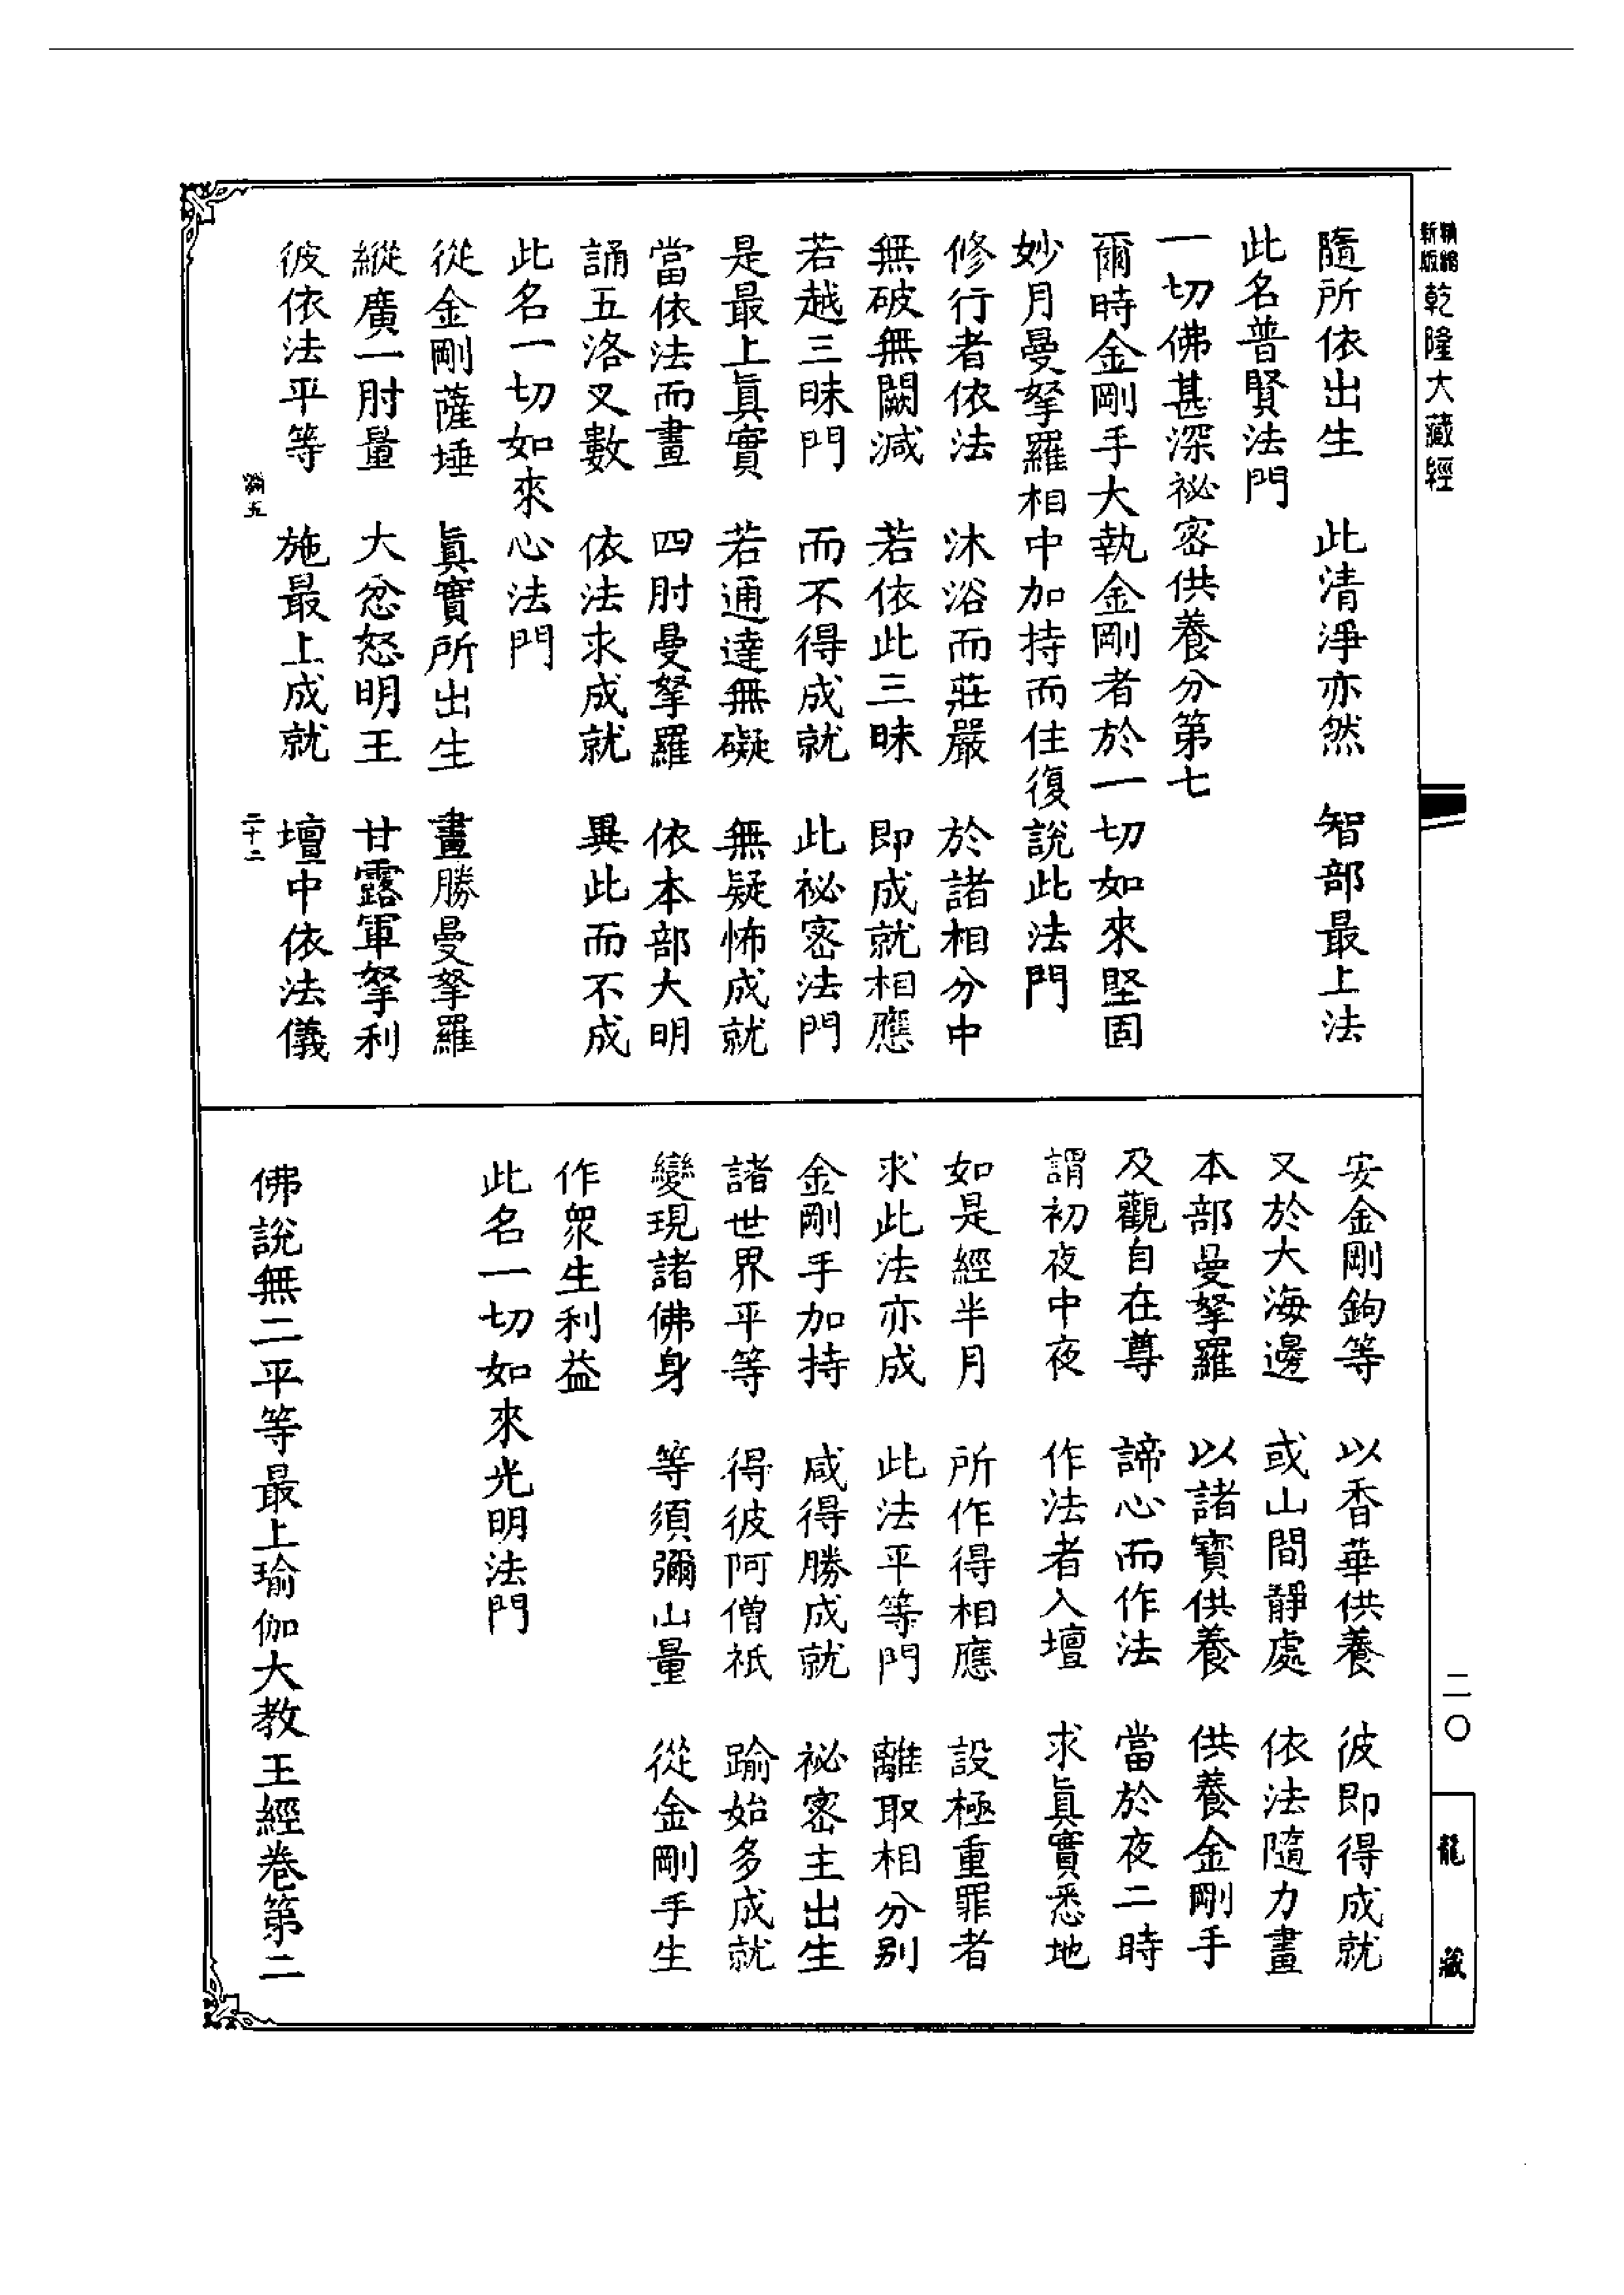 乾隆大藏經
隨所依出生　此清淨亦然　智部最上法
此名普賢法門
一切佛甚深祕密供養分第七
爾時金剛手大執金剛者於一切如來堅固
妙月曼拏羅相中加持而住復說此法門
修行者依法　沐浴而莊嚴　於諸相分中
無破無闕減　若依此三昧　即成就相應
若越三昧門　而不得成就　此祕密法門
是最上眞實　若通達無礙　無疑怖成就
當依法而畫　四肘曼拏羅　依本部大明
誦五洛叉數　依法求成就　異此而不成
此名一切如來心法門
從金剛薩埵　眞實所出生　畫勝曼拏羅
縱廣一肘量　大忿怒明王　甘露軍拏利
彼依法平等　施最上成就　壇中依法儀
五　二十二
安金剛鉤等　以香華供養　彼即得成就
又於大海邊　或山間靜處　依法隨力畫
本部曼拏羅　以諸寶供養　供養金剛手
及觀自在尊　諦心而作法　當於夜二時
謂初夜中夜　作法者入壇　求眞實悉地
如是經半月　所作得相應　設極重罪者
求此法亦成　此法平等門　離取相分別
金剛手加持　咸得勝成就　祕密主出生
諸世界平等　得彼阿僧祇　踰始多成就
變現諸佛身　等須彌山量　從金剛手生
作衆生利益
此名一切如來光明法門
佛說無二平等最上瑜伽大教王經卷第二
二〇
龍藏